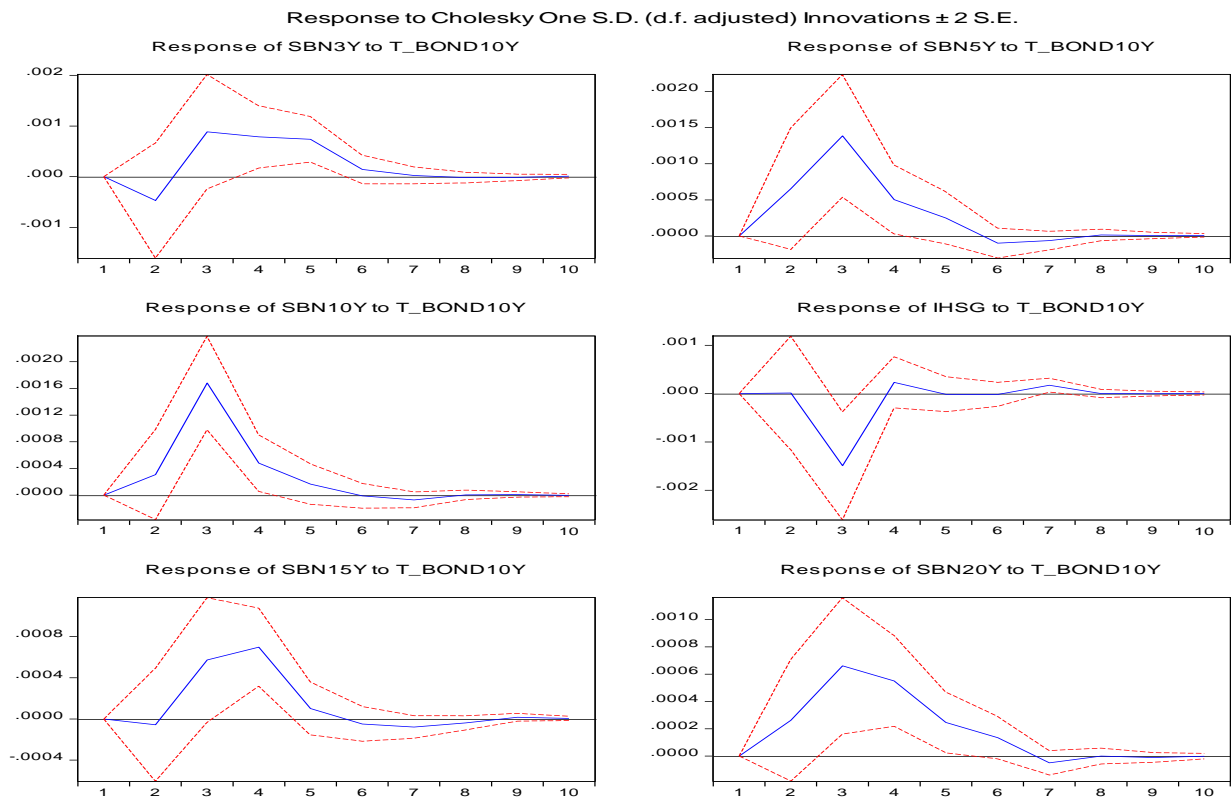 Response to Cholesky One S.D. (d.f. adjusted) Innovations ± 2 S.E.
Response of SBN3Y to T_BOND10Y
.002
.001
.000
-.001
1 2 3 4 5 6 7 8 9 10
Response of SBN5Y to T_BOND10Y
.0020
.0015
.0010
.0005
.0000
1 2 3 4 5 6 7 8 9 10
Response of SBN10Y to T_BOND10Y
.0020
.0016
.0012
.0008
.0004
.0000
1 2 3 4 5 6 7 8 9 10
Response of IHSG to T_BOND10Y
.001
.000
-.001
-.002
1 2 3 4 5 6 7 8 9 10
Response of SBN15Y to T_BOND10Y
.0008
.0004
.0000
-.0004
1 2 3 4 5 6 7 8 9 10
Response of SBN20Y to T_BOND10Y
.0010
.0008
.0006
.0004
.0002
.0000
1 2 3 4 5 6 7 8 9 10